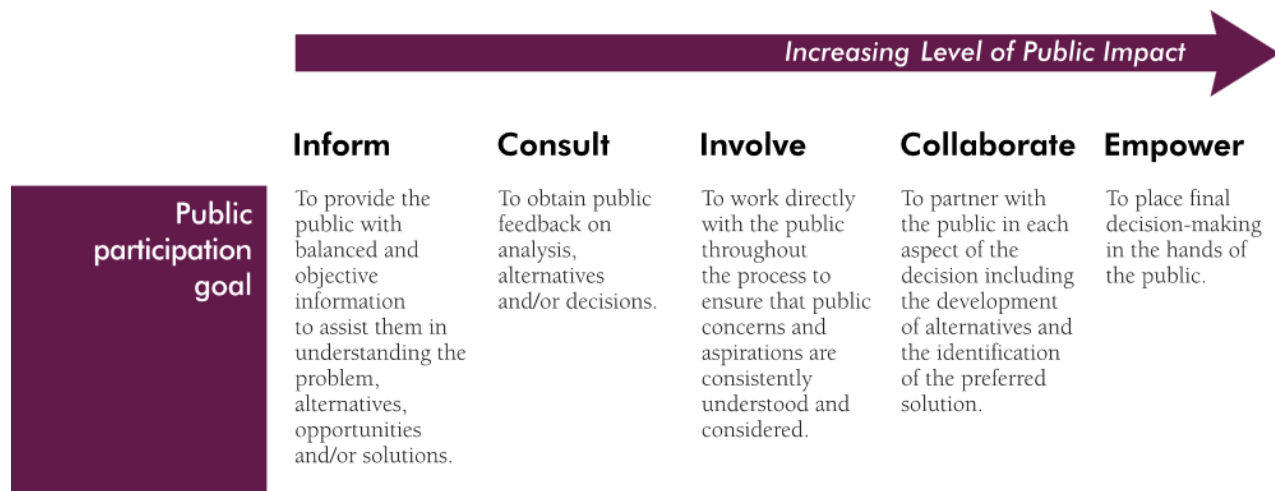 Increasing Level of Public Impact
Inform
Consult
Involve
Collaborate
Empower
Public
participation
goal
To provide the
public with
balanced and
objective
information
to assist them in
understanding the
problem,
alternatives,
opportunities
and/or solutions.
To obtain public
feedback on
analysis,
alternatives
and/or decisions.
To work directly
with the public
throughout
the process to
ensure that public
concerns and
aspirations are
consistently
understood and
considered.
To partner with
the public in each
aspect of the
decision including
the development
of alternatives and
the identification
of the preferred
solution.
To place final
decision-making
in the hands of
the public.